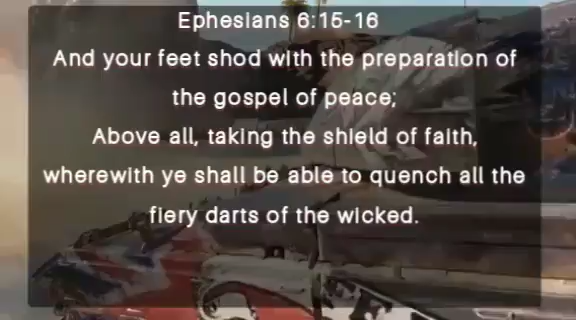 Ephesians 6:15-16
And your feet shod with the preparation of
the gospel of peace;
Above all, taking the shield of faith,
wherewith ye shall be able to quench all the
fiery darts of the wicked.